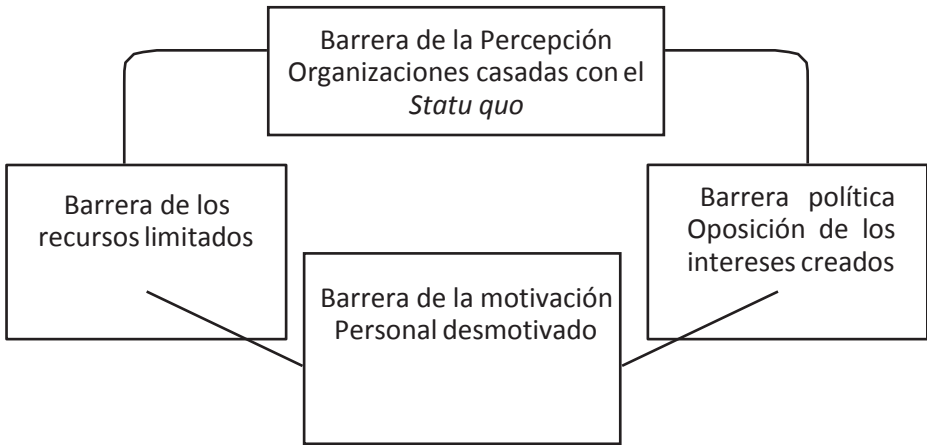 Barrera de la Percepción
Organizaciones casadas con el
Statu quo
Barrera de los
recursos limitados
Barrera política
Oposición de los
intereses creados
Barrera de la motivación
Personal desmotivado